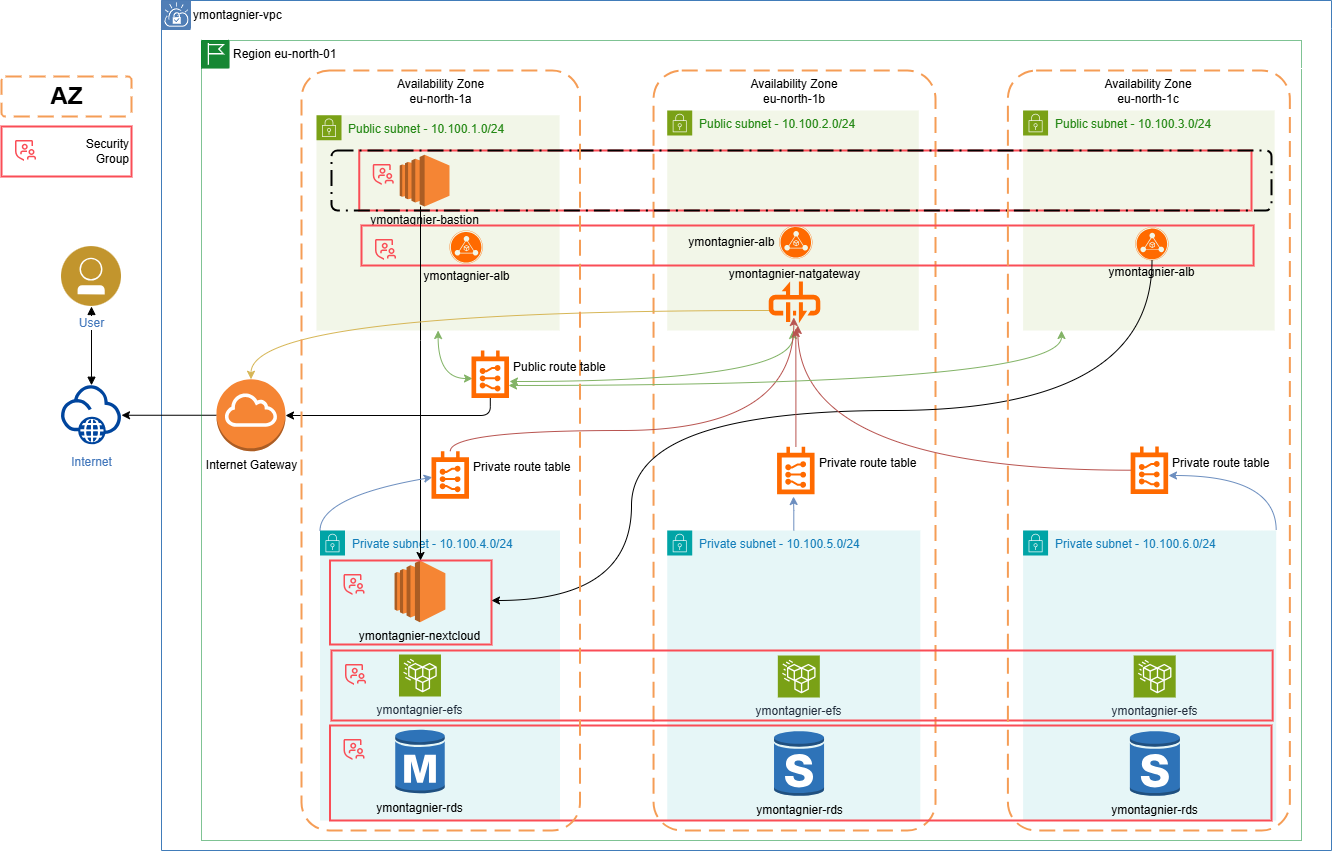 ymontagnier-vpc
Region eu-north-01
AZ
Security
Group
Availability Zone
eu-north-1a
Availability Zone
eu-north-1b
Availability Zone
eu-north-1c
Public subnet - 10.100.1.0/24
Public subnet - 10.100.2.0/24
Public subnet - 10.100.3.0/24
ymontagnier-bastion
ymontagnier-alb
ymontagnier-alb
ymontagnier-natgateway
ymontagnier-alb
User
Public route table
Internet
Internet Gateway
Private route table
Private route table
Private route table
Private subnet - 10.100.4.0/24
Private subnet - 10.100.5.0/24
Private subnet - 10.100.6.0/24
ymontagnier-nextcloud
ymontagnier-efs
ymontagnier-efs
ymontagnier-efs
M
S
S
ymontagnier-rds
ymontagnier-rds
ymontagnier-rds